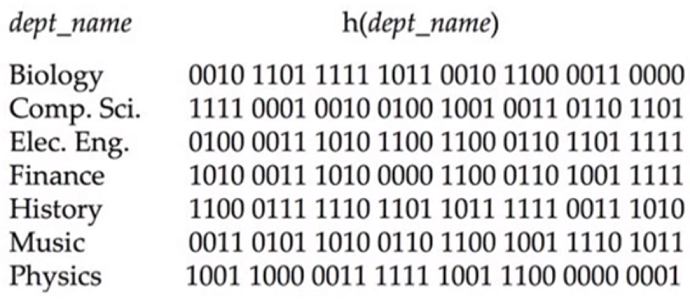 dept_name h(dept_name)
Biology 0010 1101 1111 1011 0010 1100 0011 0000
Comp. Sci. 1111 0001 0010 0100 1001 0011 0110 1101
Elec. Eng. 0100 0011 1010 1100 1100 0110 1101 1111
Finance 1010 0011 1010 0000 1100 0110 1001 1111
History 1100 0111 1110 1101 1011 1111 0011 1010
Music 0011 0101 1010 0110 1100 1001 1110 1011
Physics 1001 1000 0011 1111 1001 1100 0000 0001